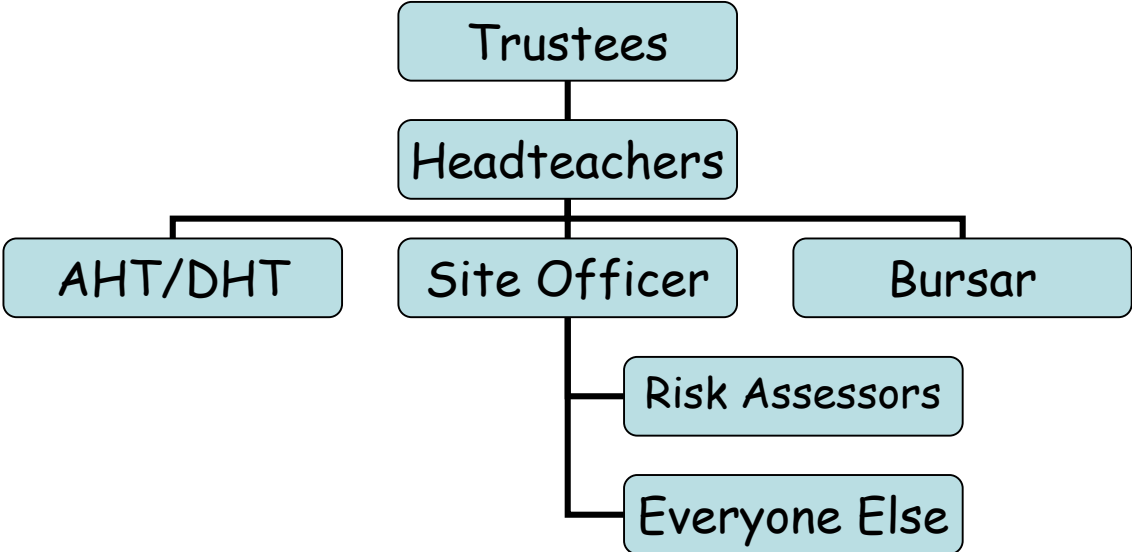 Trustees
Headteachers
AHT/DHT
Site Officer
Bursar
Risk Assessors
Everyone Else